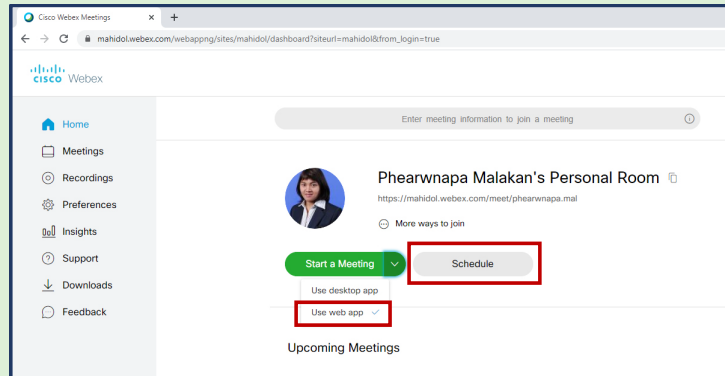 Cisco Webex Meetings
mahidol.webex.com/webappng/sites/mahidol/dashboard?siteurl=mahidol&from_login=true
cisco Webex
Home
Meetings
Recordings
Preferences
Insights
Support
Downloads
Feedback
Enter meeting information to join a meeting
Phearwnapa Malakan's Personal Room
https://mahidol.webex.com/meet/phearwnapa.mal
More ways to join
Start a Meeting
Schedule
Use desktop app
Use web app
Upcoming Meetings